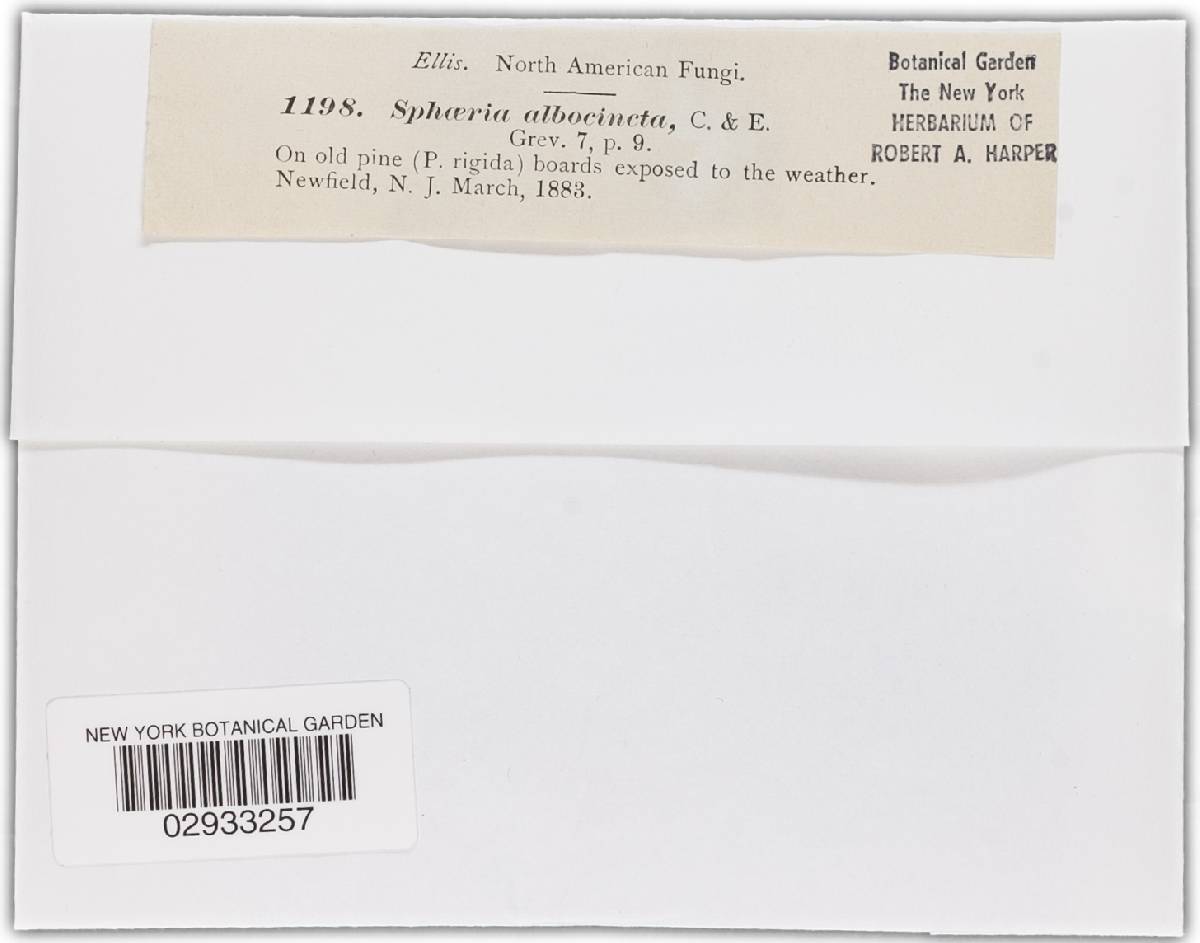 Ellis. North American Fungi.
1198. Sphæria albocincta, C. & E.
Grev. 7, p. 9.
On old pine (P. rigida) boards exposed to the weather.
Newfield, N. J. March, 1883.
Botanical Garden
The New York
HERBARIUM OF
ROBERT A. HARPER
NEW YORK BOTANICAL GARDEN
02933257